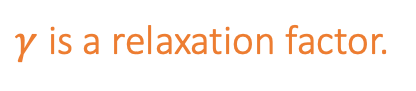 γ is a relaxation factor.